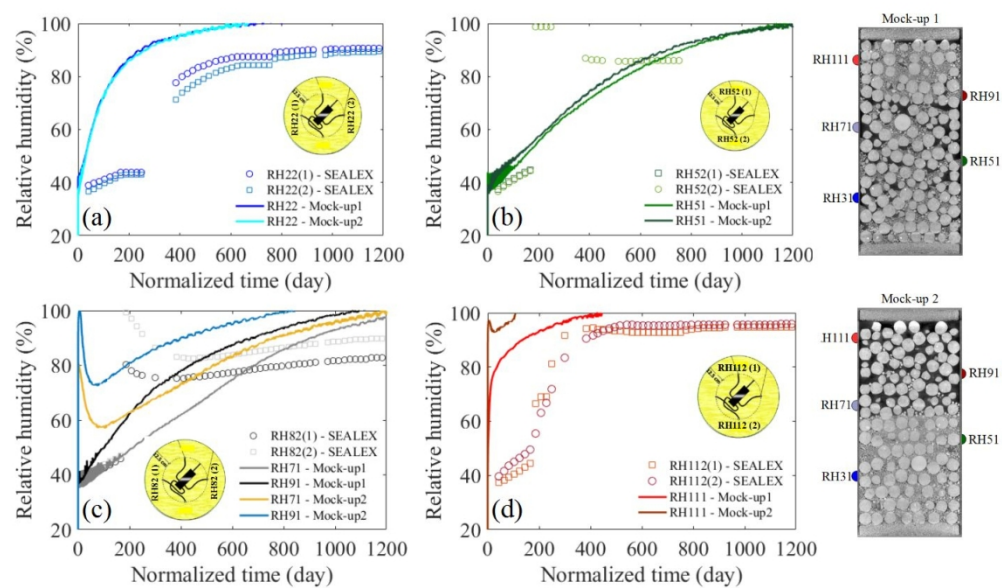 (a)
Relative humidity (%)
100
80
60
40
20
0 200 400 600 800 1000 1200
Normalized time (day)
RH22 (1)
RH22 (2)
RH22(1) - SEALEX
RH22(2) - SEALEX
RH22 - Mock-up1
RH22 - Mock-up2
(b)
Relative humidity (%)
100
80
60
40
20
0 200 400 600 800 1000 1200
Normalized time (day)
RH52 (1)
RH52 (2)
RH52(1) -SEALEX
RH52(2) - SEALEX
RH51 - Mock-up1
RH51 - Mock-up2
Mock-up 1
RH111
RH91
RH71
RH51
RH31
(c)
Relative humidity (%)
100
80
60
40
20
0 200 400 600 800 1000 1200
Normalized time (day)
RH82 (1)
RH82 (2)
RH82(1) - SEALEX
RH82(2) - SEALEX
RH71 - Mock-up1
RH91 - Mock-up1
RH71 - Mock-up2
RH91 - Mock-up2
(d)
Relative humidity (%)
100
80
60
40
20
0 200 400 600 800 1000 1200
Normalized time (day)
RH112 (1)
RH112 (2)
RH112(1) - SEALEX
RH112(2) - SEALEX
RH111 - Mock-up1
RH111 - Mock-up2
Mock-up 2
H111
RH91
RH71
RH51
RH31